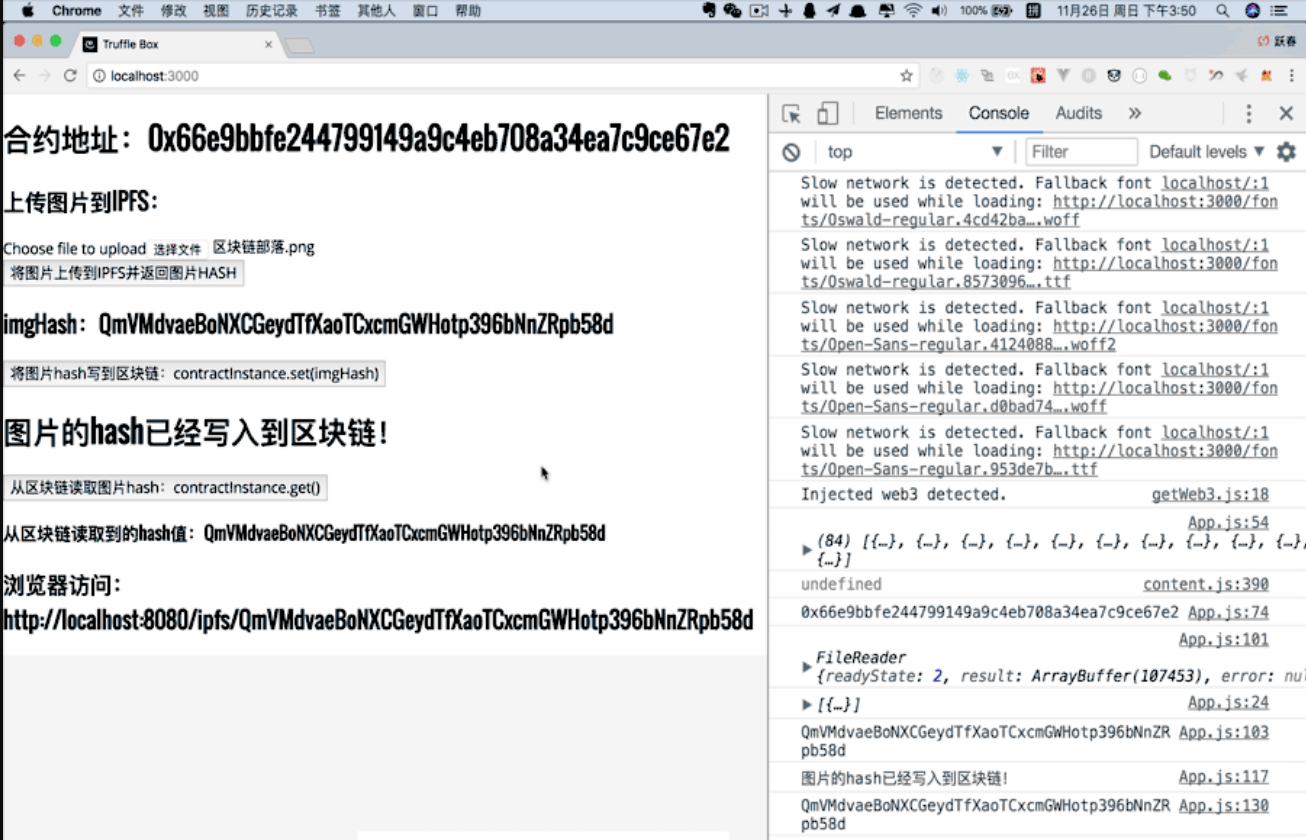 Chrome 文件 修改 视图 历史记录 书签 其他人 窗口 帮助 100% 拼 11月26日 周日 下午3:50
Truffle Box × 跃春
localhost:3000
合约地址：0x66e9bbfe244799149a9c4eb708a34ea7c9ce67e2
上传图片到IPFS：
Choose file to upload 选择文件 区块链部落.png
将图片上传到IPFS并返回图片HASH
imgHash：QmVMdvaeBoNXCGeydTfXaoTCxcmGWHotp396bNnZRpb58d
将图片hash写到区块链：contractInstance.set(imgHash)
图片的hash已经写入到区块链！
从区块链读取图片hash：contractInstance.get()
从区块链读取到的hash值：QmVMdvaeBoNXCGeydTfXaoTCxcmGWHotp396bNnZRpb58d
浏览器访问：
http://localhost:8080/ipfs/QmVMdvaeBoNXCGeydTfXaoTCxcmGWHotp396bNnZRpb58d
Elements Console Audits »
top Filter Default levels
Slow network is detected. Fallback font localhost/:1
will be used while loading: http://localhost:3000/fon
ts/Oswald-regular.4cd42ba….woff
Slow network is detected. Fallback font localhost/:1
will be used while loading: http://localhost:3000/fon
ts/Oswald-regular.8573096….ttf
Slow network is detected. Fallback font localhost/:1
will be used while loading: http://localhost:3000/fon
ts/Open-Sans-regular.4124088….woff2
Slow network is detected. Fallback font localhost/:1
will be used while loading: http://localhost:3000/fon
ts/Open-Sans-regular.d0bad74….woff
Slow network is detected. Fallback font localhost/:1
will be used while loading: http://localhost:3000/fon
ts/Open-Sans-regular.953de7b….ttf
Injected web3 detected. getWeb3.js:18
App.js:54
(84) [{…}, {…}, {…}, {…}, {…}, {…}, {…}, {…}, {…}, {…},
{…}]
undefined content.js:390
0x66e9bbfe244799149a9c4eb708a34ea7c9ce67e2 App.js:74
App.js:101
FileReader
{readyState: 2, result: ArrayBuffer(107453), error: nul
[{…}] App.js:24
QmVMdvaeBoNXCGeydTfXaoTCxcmGWHotp396bNnZR App.js:103
pb58d
图片的hash已经写入到区块链！ App.js:117
QmVMdvaeBoNXCGeydTfXaoTCxcmGWHotp396bNnZR App.js:130
pb58d